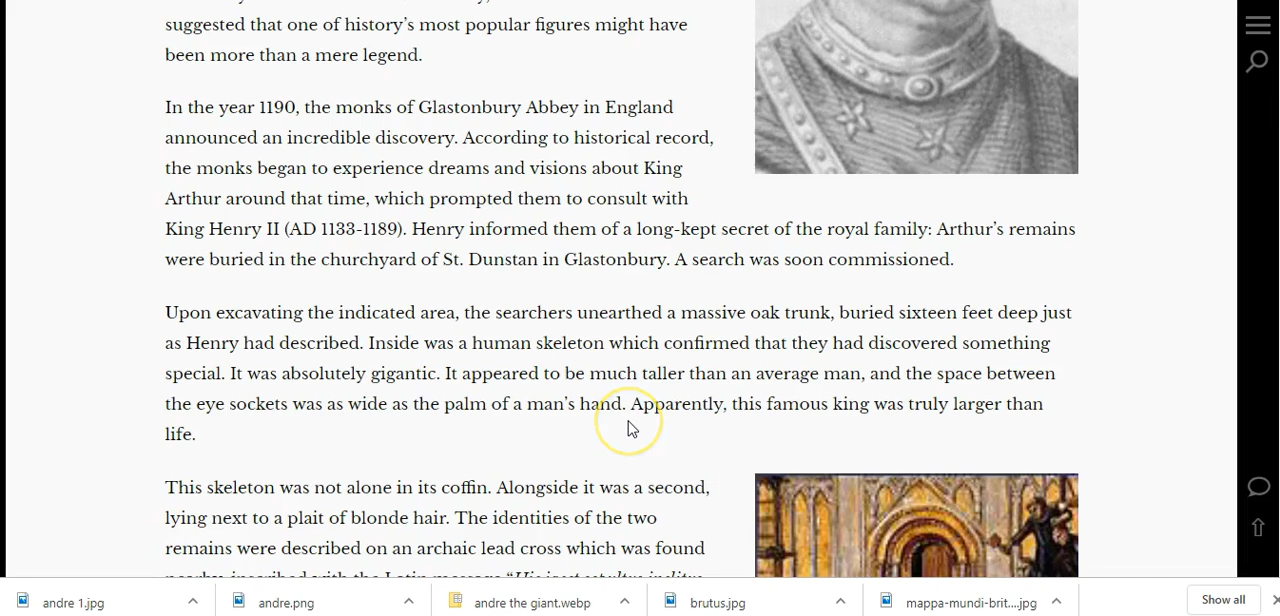 suggested that one of history’s most popular figures might have
been more than a mere legend.
In the year 1190, the monks of Glastonbury Abbey in England
announced an incredible discovery. According to historical record,
the monks began to experience dreams and visions about King
Arthur around that time, which prompted them to consult with
King Henry II (AD 1133-1189). Henry informed them of a long-kept secret of the royal family: Arthur’s remains
were buried in the churchyard of St. Dunstan in Glastonbury. A search was soon commissioned.
Upon excavating the indicated area, the searchers unearthed a massive oak trunk, buried sixteen feet deep just
as Henry had described. Inside was a human skeleton which confirmed that they had discovered something
special. It was absolutely gigantic. It appeared to be much taller than an average man, and the space between
the eye sockets was as wide as the palm of a man’s hand. Apparently, this famous king was truly larger than
life.
This skeleton was not alone in its coffin. Alongside it was a second,
lying next to a plait of blonde hair. The identities of the two
remains were described on an archaic lead cross which was found
nearby, inscribed with the Latin message “
andre 1.jpg andre.png andre the giant.webp brutus.jpg mappa-mundi-brit....jpg Show all